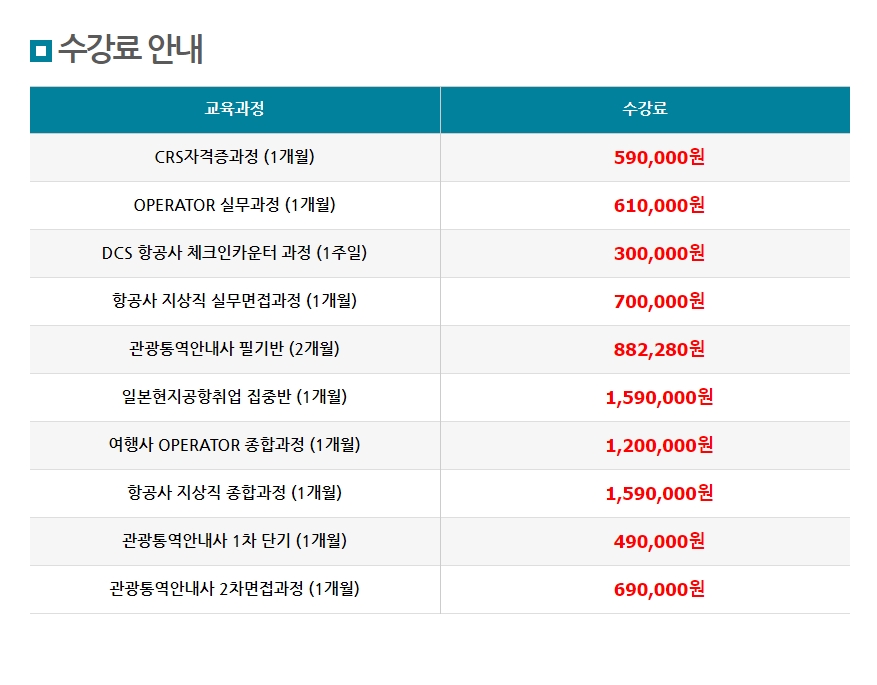 수강료 안내
교육과정 수강료
CRS자격증과정 (1개월) 590,000원
OPERATOR 실무과정 (1개월) 610,000원
DCS 항공사 체크인카운터 과정 (1주일) 300,000원
항공사 지상직 실무면접과정 (1개월) 700,000원
관광통역안내사 필기반 (2개월) 882,280원
일본현지공항취업 집중반 (1개월) 1,590,000원
여행사 OPERATOR 종합과정 (1개월) 1,200,000원
항공사 지상직 종합과정 (1개월) 1,590,000원
관광통역안내사 1차 단기 (1개월) 490,000원
관광통역안내사 2차면접과정 (1개월) 690,000원